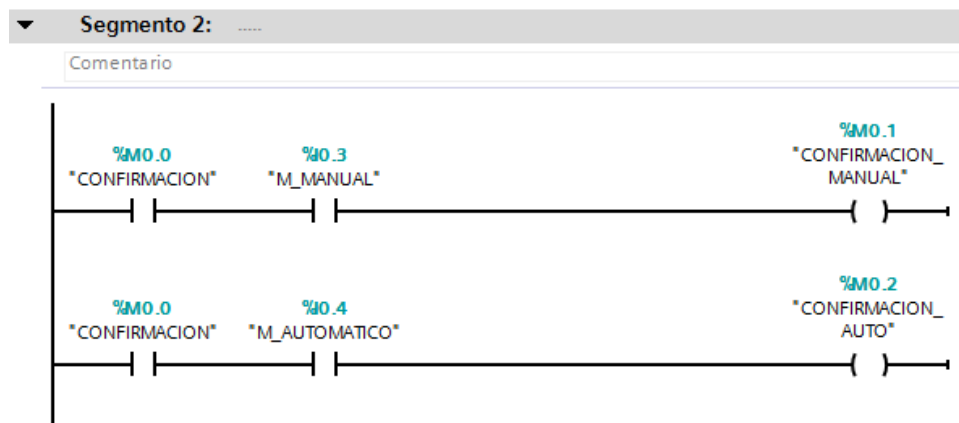 Segmento 2: .....
Comentario
%M0.0
"CONFIRMACION"
%I0.3
"M_MANUAL"
%M0.1
"CONFIRMACION_
MANUAL"
%M0.0
"CONFIRMACION"
%I0.4
"M_AUTOMATICO"
%M0.2
"CONFIRMACION_
AUTO"